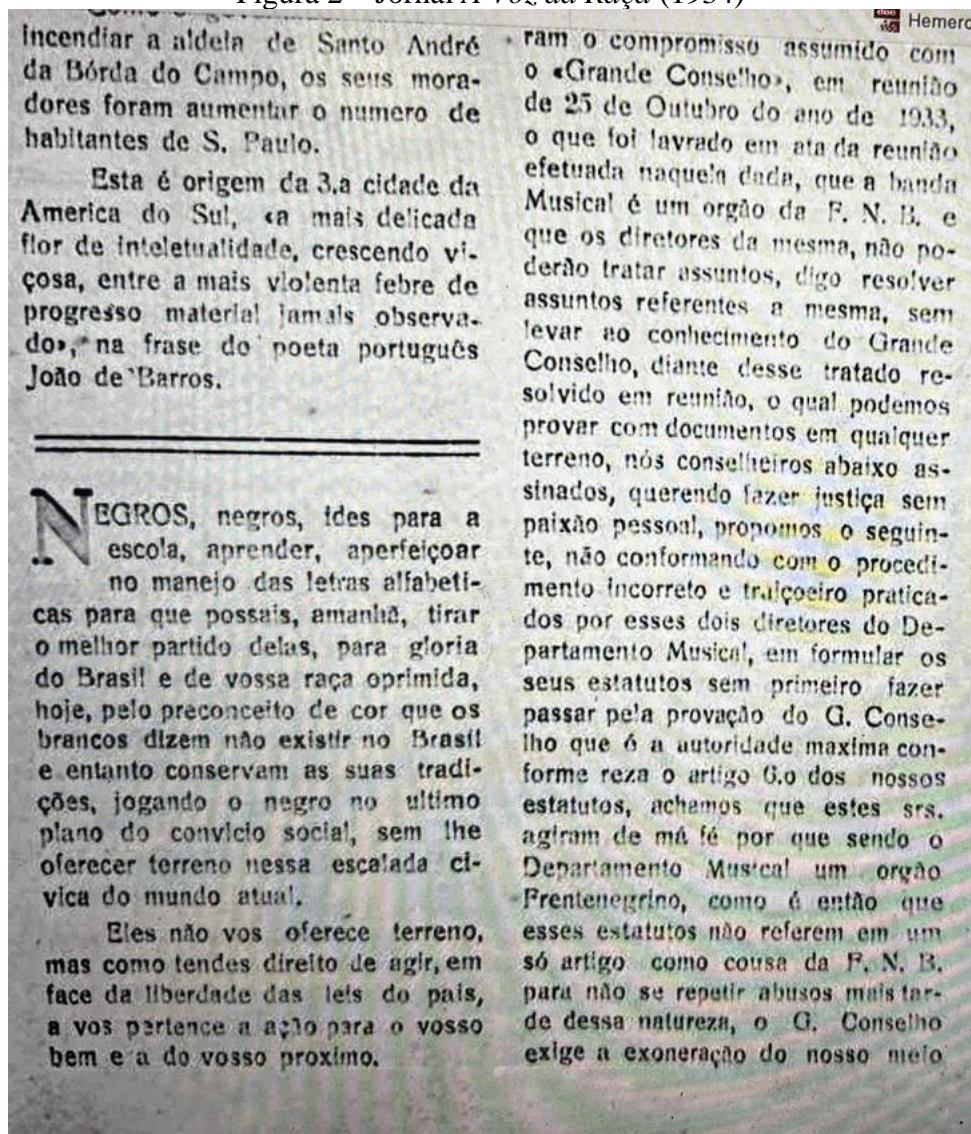 Figura 2 – Jornal A Voz da Raça (1934)
Hemero
incendiar a aldeia de Santo André
da Bórda do Campo, os seus mora-
dores foram aumentar o numero de
habitantes de S. Paulo.
Esta é origem da 3.a cidade da
America do Sul, «a mais delicada
flor de inteletualidade, crescendo vi-
çosa, entre a mais violenta febre de
progresso material jamais observa-
do», na frase do poeta português
João de Barros.
NEGROS, negros, ides para a
escola, aprender, aperfeiçoar
no manejo das letras alfabeti-
cas para que possais, amanhã, tirar
o melhor partido delas, para gloria
do Brasil e de vossa raça oprimida,
hoje, pelo preconceito de cor que os
brancos dizem não existir no Brasil
e entanto conservam as suas tradi-
ções, jogando o negro no ultimo
plano do convicio social, sem lhe
oferecer terreno nessa escalada ci-
vica do mundo atual.
Eles não vos oferece terreno,
mas como tendes direito de agir, em
face da liberdade das leis do pais,
a vos pertence a ação para o vosso
bem e a do vosso proximo.
ram o compromisso assumido com
o «Grande Conselho», em reunião
de 25 de Outubro do ano de 1933,
o que foi lavrado em ata da reunião
efetuada naquela dada, que a banda
Musical é um orgão da F. N. B. e
que os diretores da mesma, não po-
derão tratar assuntos, digo resolver
assuntos referentes a mesma, sem
levar ao conhecimento do Grande
Conselho, diante desse tratado re-
solvido em reunião, o qual podemos
provar com documentos em qualquer
terreno, nós conselheiros abaixo as-
sinados, querendo fazer justiça sem
paixão pessoal, propomos o seguin-
te, não conformando com o procedi-
mento incorreto e traiçoeiro pratica-
dos por esses dois diretores do De-
partamento Musical, em formular os
seus estatutos sem primeiro fazer
passar pela provação do G. Conse-
lho que é a autoridade maxima con-
forme reza o artigo 6.o dos nossos
estatutos, achamos que estes srs.
agiram de má fé por que sendo o
Departamento Musical um orgão
Frentenegrino, como é então que
esses estatutos não referem em um
só artigo como cousa da F. N. B.
para não se repetir abusos mais tar-
de dessa natureza, o G. Conselho
exige a exoneração do nosso meio